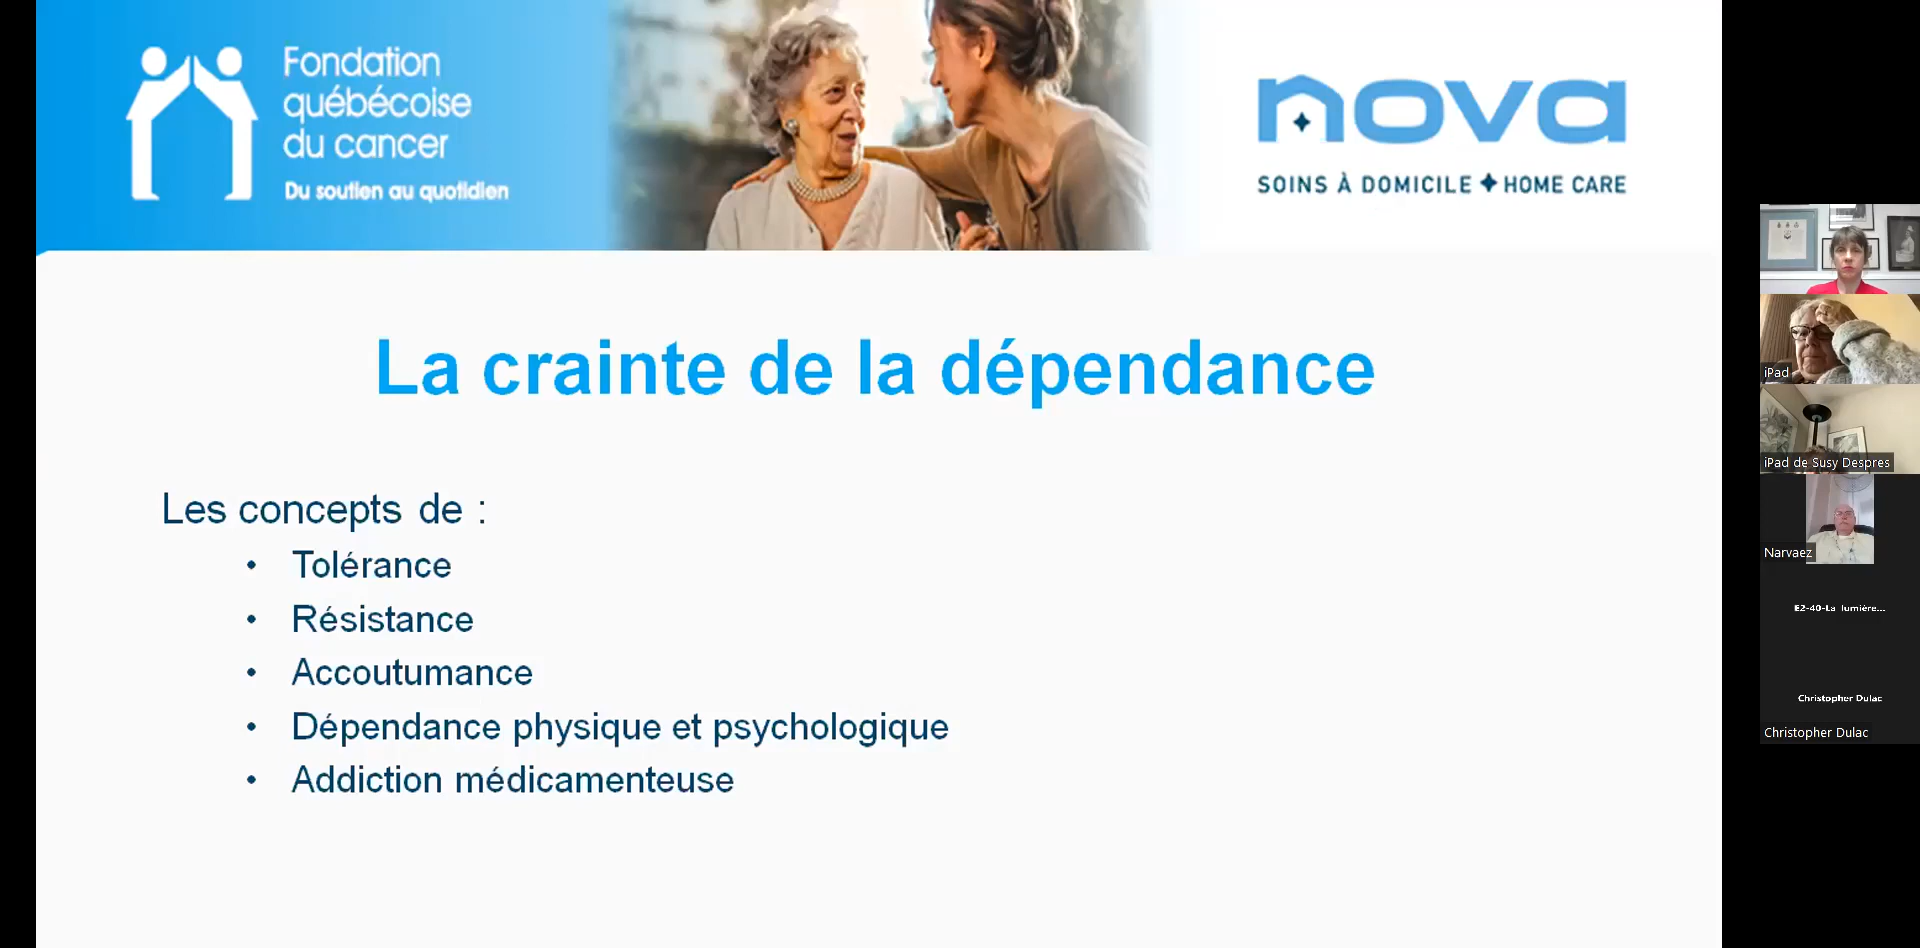 Fondation
québécoise
du cancer
Du soutien au quotidien
nova
SOINS À DOMICILE ✦ HOME CARE
La crainte de la dépendance
Les concepts de :
• Tolérance
• Résistance
• Accoutumance
• Dépendance physique et psychologique
• Addiction médicamenteuse
iPad
iPad de Susy Despres
Narvaez
E2-40-La lumière...
Christopher Dulac
Christopher Dulac